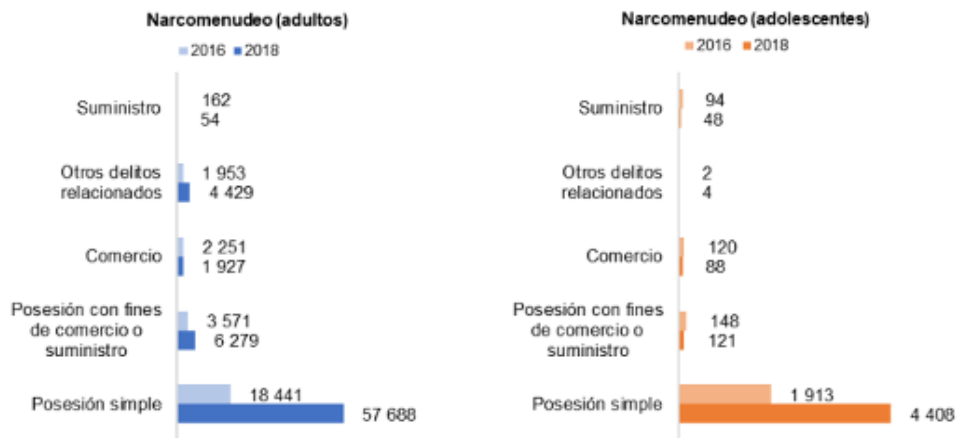 Narcomenudeo (adultos)
2016 2018
Suministro
162
54
Otros delitos
relacionados
1 953
4 429
Comercio
2 251
1 927
Posesión con fines
de comercio o
suministro
3 571
6 279
Posesión simple
18 441
57 688
Narcomenudeo (adolescentes)
2016 2018
Suministro
94
48
Otros delitos
relacionados
2
4
Comercio
120
88
Posesión con fines
de comercio o
suministro
148
121
Posesión simple
1 913
4 408